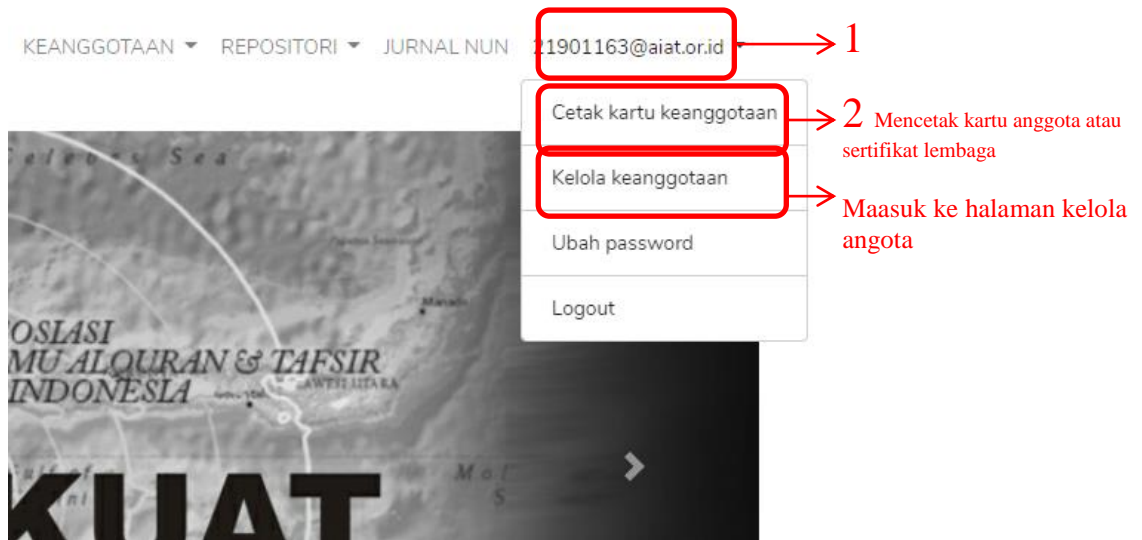 KEANGGOTAAN REPOSITORI JURNAL NUN 21901163@aiat.or.id 1
Cetak kartu keanggotaan
2 Mencetak kartu anggota atau
sertifikat lembaga
Kelola keanggotaan
Maasuk ke halaman kelola
angota
Ubah password
Logout
Celebes Sea
Manado
OSIASI
MU ALQURAN & TAFSIR
INDONESIA
Gulf of
KUAT